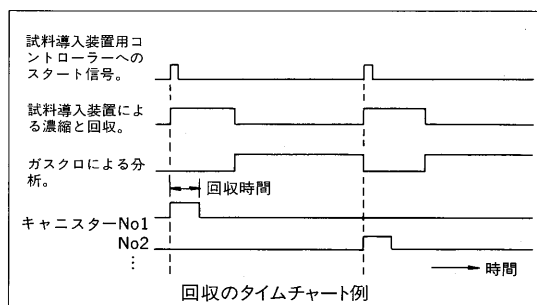 試料導入装置用コ
ントローラーへの
スタート信号。
試料導入装置によ
る濃縮と回収。
ガスクロによる分
析。
回収時間
キャニスターNo1
No2
⋮
時間
回収のタイムチャート例